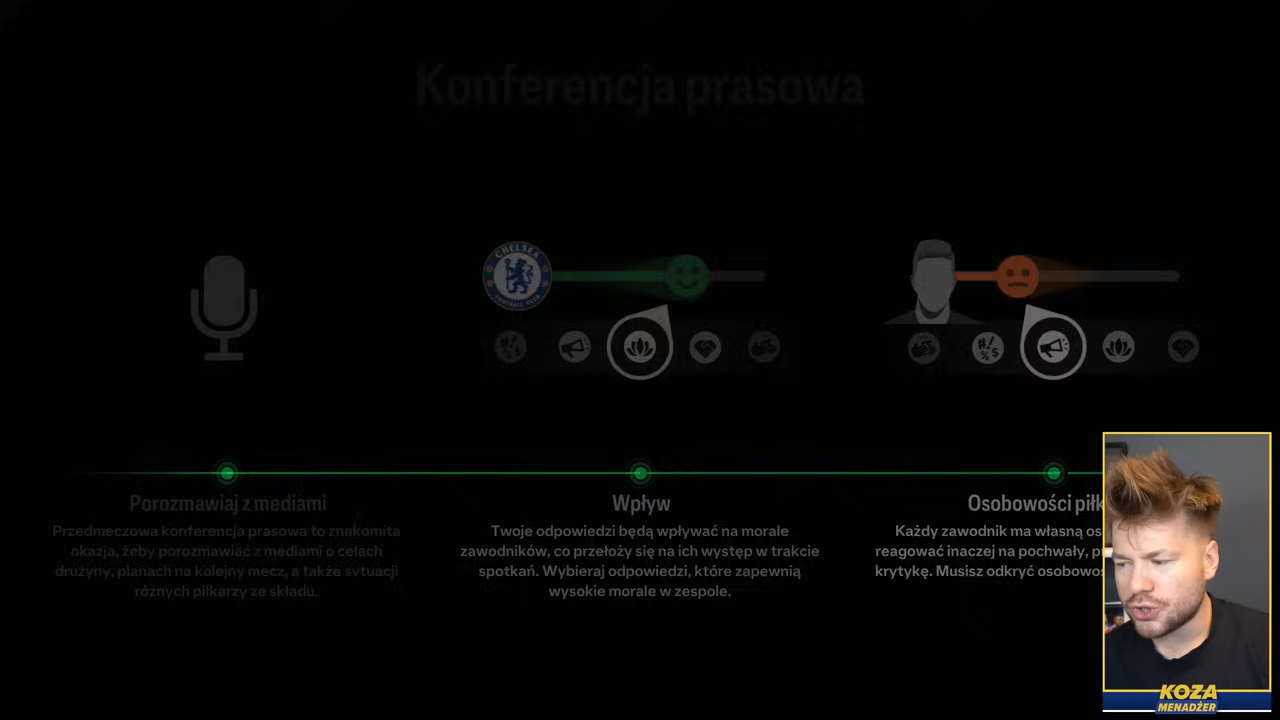 Konferencja prasowa
CHELSEA
FOOTBALL CLUB
Porozmawiaj z mediami
Przedmeczowa konferencja prasowa to znakomita
okazja, żeby porozmawiać z mediami o celach
drużyny, planach na kolejny mecz, a także sytuacji
różnych piłkarzy ze składu.
Wpływ
Twoje odpowiedzi będą wpływać na morale
zawodników, co przełoży się na ich występ w trakcie
spotkań. Wybieraj odpowiedzi, które zapewnią
wysokie morale w zespole.
Osobowości
Każdy zawodnik ma własną
reagować inaczej na pochwały,
krytykę. Musisz odkryć
KOZA
MENADŻER